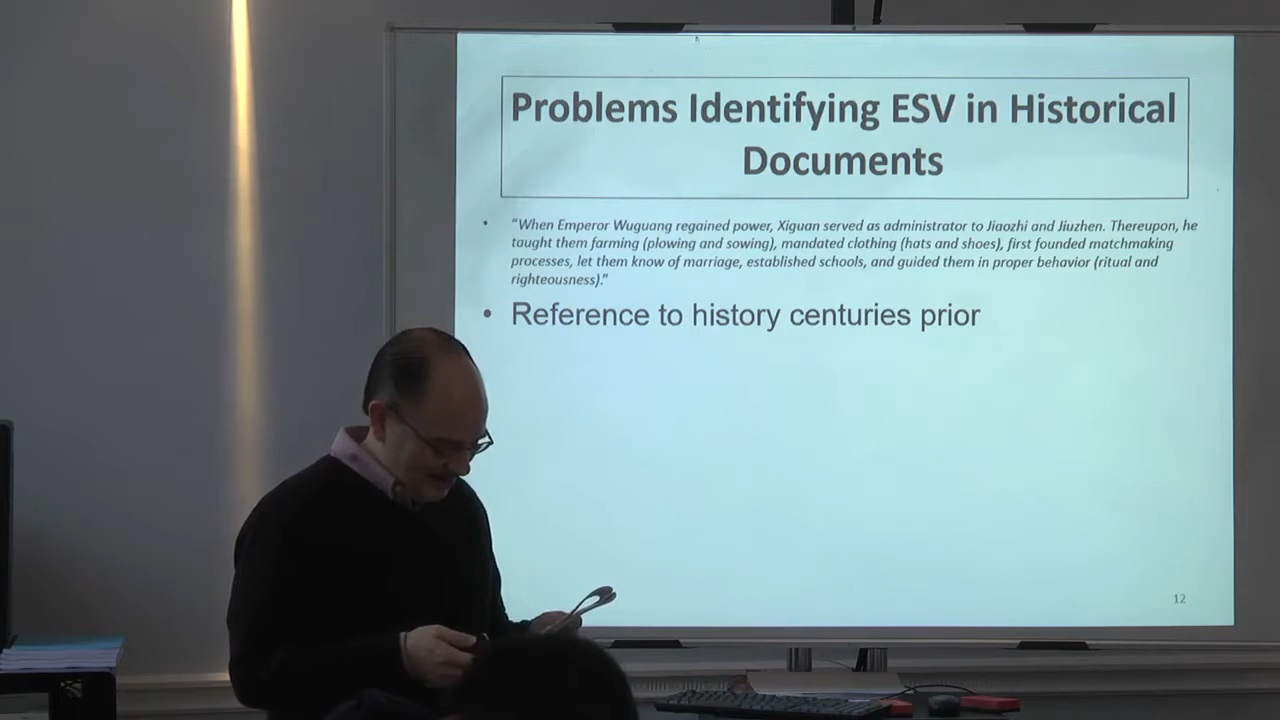 Problems Identifying ESV in Historical
Documents
• "When Emperor Wuguang regained power, Xiguan served as administrator to Jiaozhi and Jiuzhen. Thereupon, he
taught them farming (plowing and sowing), mandated clothing (hats and shoes), first founded matchmaking
processes, let them know of marriage, established schools, and guided them in proper behavior (ritual and
righteousness)."
• Reference to history centuries prior
12